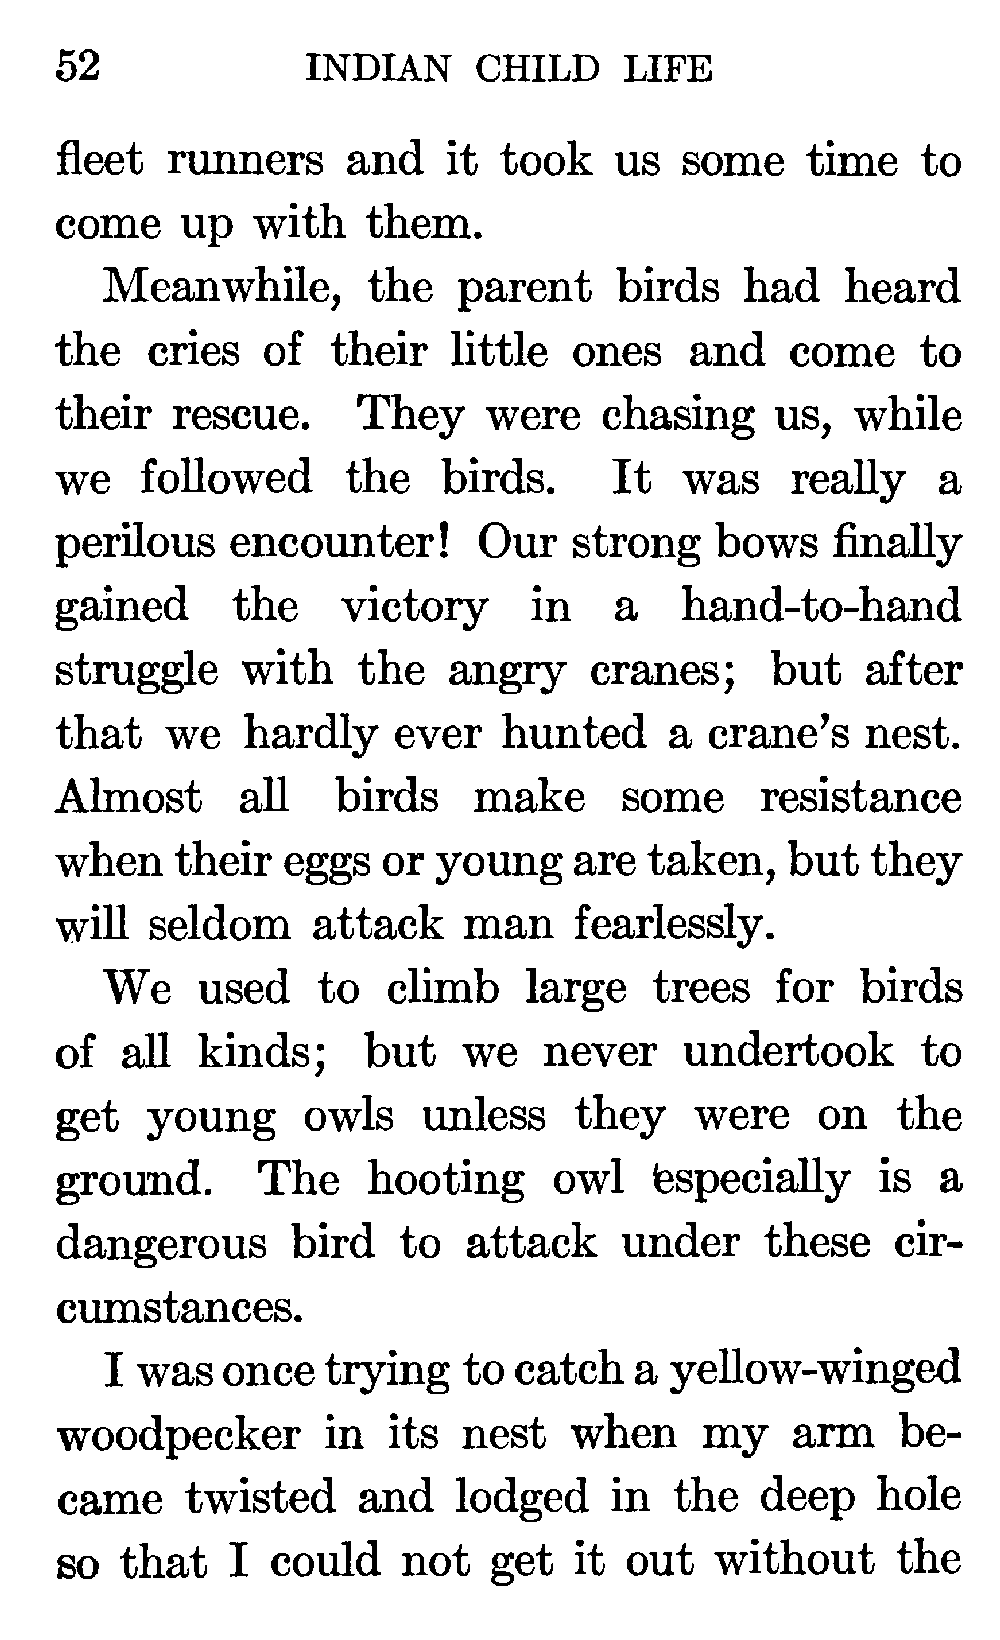 52 INDIAN CHILD LIFE
fleet runners and it took us some time to
come up with them.
Meanwhile, the parent birds had heard
the cries of their little ones and come to
their rescue. They were chasing us, while
we followed the birds. It was really a
perilous encounter! Our strong bows finally
gained the victory in a hand-to-hand
struggle with the angry cranes; but after
that we hardly ever hunted a crane's nest.
Almost all birds make some resistance
when their eggs or young are taken, but they
will seldom attack man fearlessly.
We used to climb large trees for birds
of all kinds; but we never undertook to
get young owls unless they were on the
ground. The hooting owl especially is a
dangerous bird to attack under these cir-
cumstances.
I was once trying to catch a yellow-winged
woodpecker in its nest when my arm be-
came twisted and lodged in the deep hole
so that I could not get it out without the